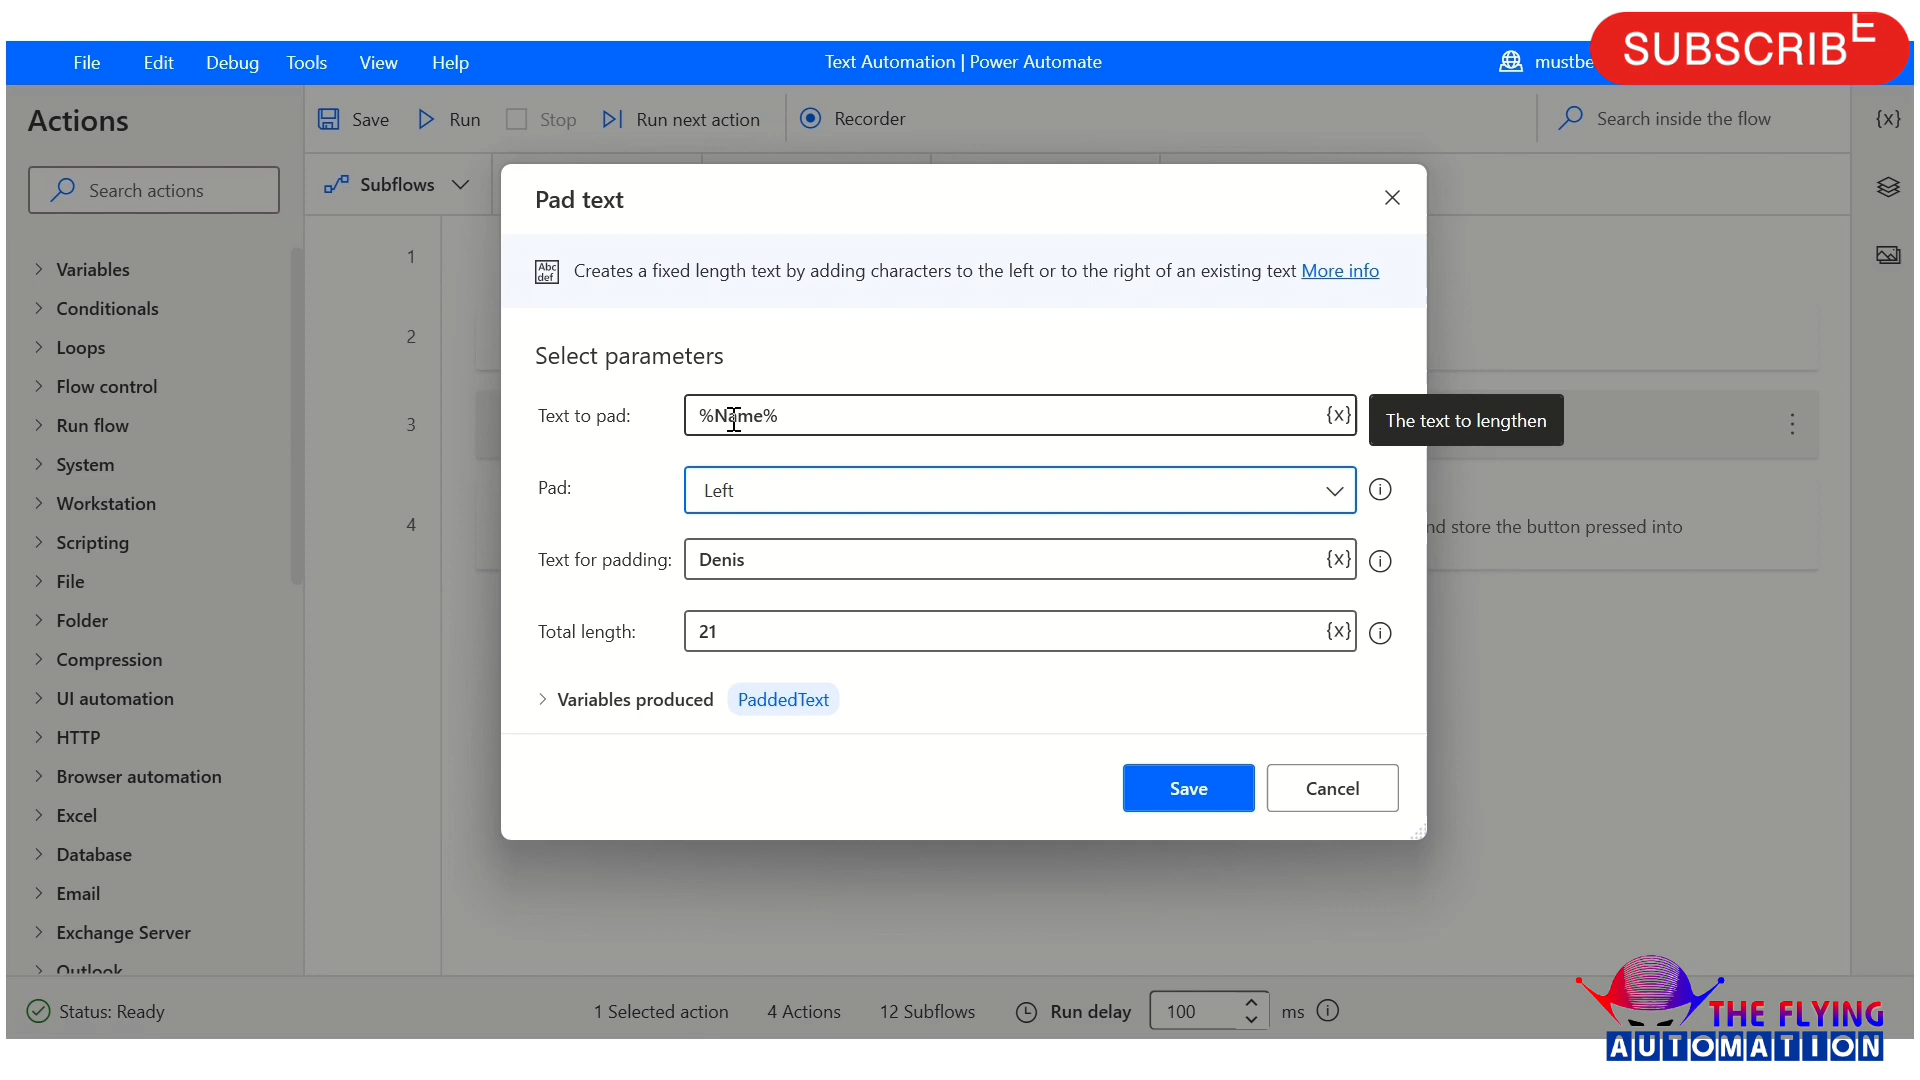 SUBSCRIBE
File Edit Debug Tools View Help
Text Automation | Power Automate
mustbe
Actions
Save Run Stop Run next action Recorder
Search inside the flow
{x}
Search actions
Subflows
Variables
Conditionals
Loops
Flow control
Run flow
System
Workstation
Scripting
File
Folder
Compression
UI automation
HTTP
Browser automation
Excel
Database
Email
Exchange Server
Outlook
1
2
3
4
Pad text
Abc
def
Creates a fixed length text by adding characters to the left or to the right of an existing text More info
Select parameters
Text to pad: %Name% {x}
The text to lengthen
Pad: Left
Text for padding: Denis {x}
Total length: 21 {x}
Variables produced PaddedText
Save Cancel
nd store the button pressed into
Status: Ready
1 Selected action 4 Actions 12 Subflows Run delay 100 ms
THE FLYING
AUTOMATION